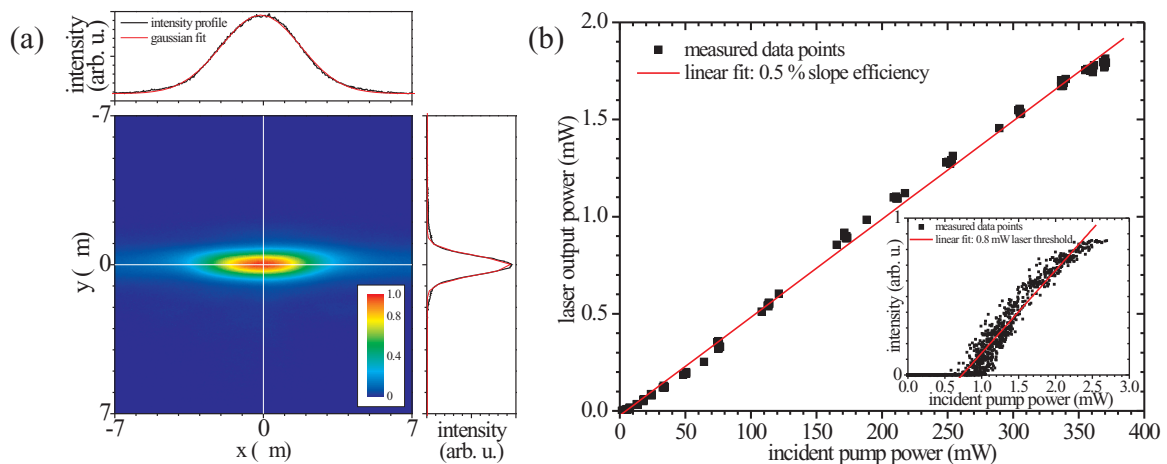 (a)
intensity
(arb. u.)
intensity profile
gaussian fit
-7
0
7
y ( m)
-7
0
7
x ( m)
1.0
0.8
0.4
0
intensity
(arb. u.)
(b)
2.0
1.5
1.0
0.5
0.0
laser output power (mW)
measured data points
linear fit: 0.5 % slope efficiency
0
50
100
150
200
250
300
350
400
incident pump power (mW)
1
0
intensity (arb. u.)
measured data points
linear fit: 0.8 mW laser threshold
0.0
0.5
1.0
1.5
2.0
2.5
3.0
incident pump power (mW)